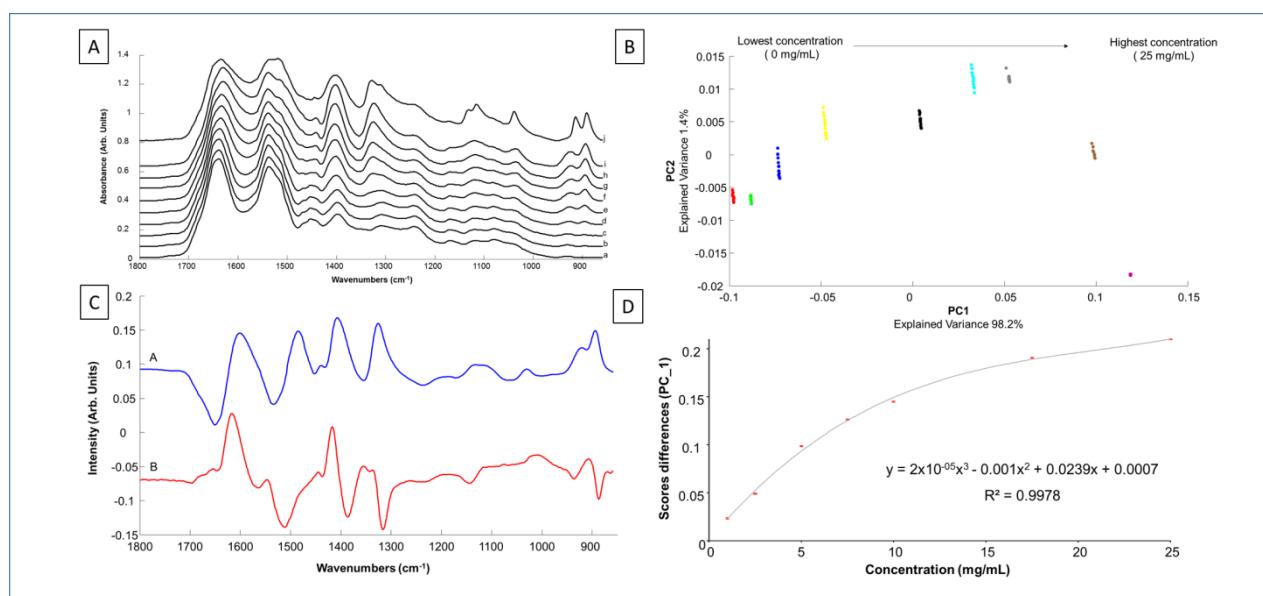 A
1.4
1.2
1
0.8
0.6
0.4
0.2
0
Absorbance (Arb. Units)
j
i
h
g
f
e
d
c
b
a
1800 1700 1600 1500 1400 1300 1200 1100 1000 900
Wavenumbers (cm-1)
B
Lowest concentration
( 0 mg/mL)
Highest concentration
( 25 mg/mL)
0.015
0.01
0.005
0
-0.005
-0.01
-0.015
-0.02
PC2
Explained Variance 1.4%
-0.1 -0.05 0 0.05 0.1 0.15
PC1
Explained Variance 98.2%
C
0.2
0.15
0.1
0.05
0
-0.05
-0.1
-0.15
Intensity (Arb. Units)
A
B
1800 1700 1600 1500 1400 1300 1200 1100 1000 900
Wavenumbers (cm-1)
D
0.2
0.15
0.1
0.05
0
Scores differences (PC_1)
y = 2x10-05x3 - 0.001x2 + 0.0239x + 0.0007
R² = 0.9978
0 5 10 15 20 25
Concentration (mg/mL)